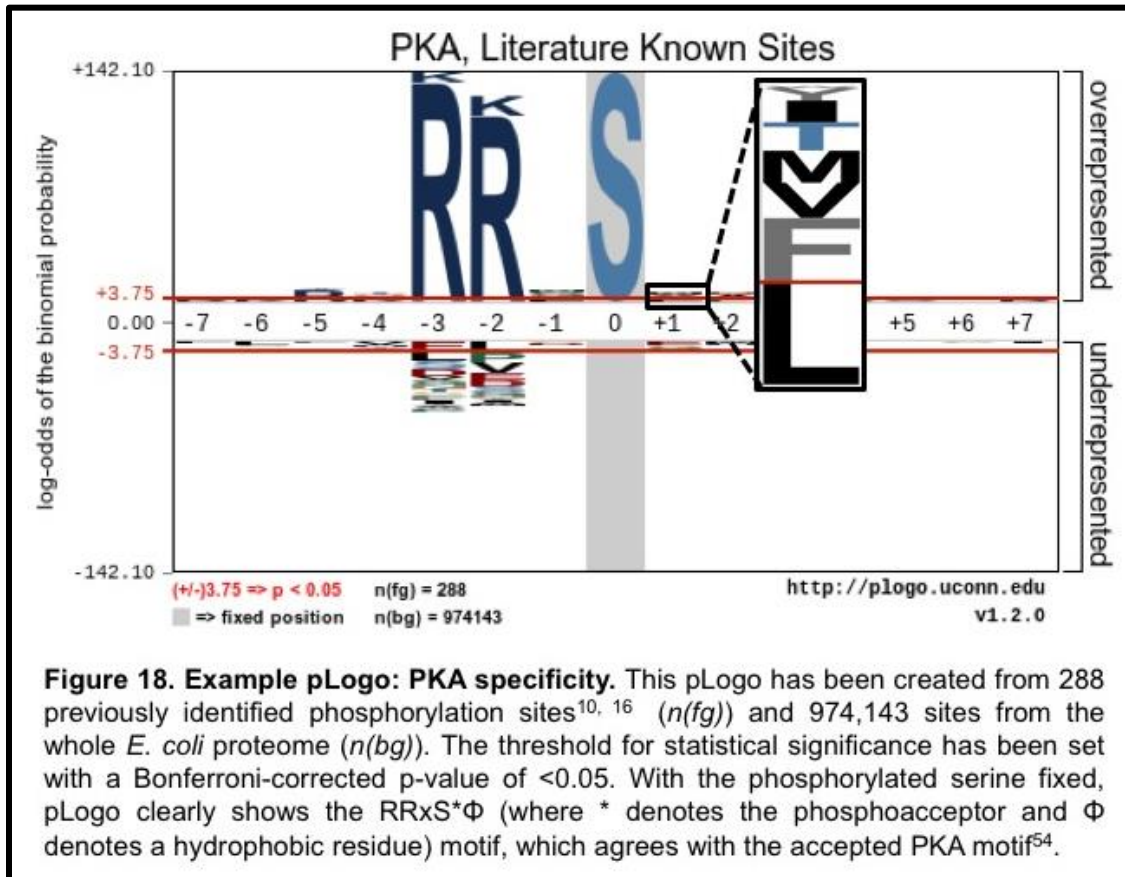 PKA, Literature Known Sites
+142.10
+3.75
0.00
-3.75
-142.10
log-odds of the binomial probability
K
R
K
R
S
F
L
-7 -6 -5 -4 -3 -2 -1 0 +1 +2 +5 +6 +7
overrepresented
underrepresented
(+/-)3.75 => p < 0.05 n(fg) = 288
=> fixed position n(bg) = 974143
http://plogo.uconn.edu
v1.2.0
Figure 18. Example pLogo: PKA specificity. This pLogo has been created from 288
previously identified phosphorylation sites10, 16 (n(fg)) and 974,143 sites from the
whole E. coli proteome (n(bg)). The threshold for statistical significance has been set
with a Bonferroni-corrected p-value of <0.05. With the phosphorylated serine fixed,
pLogo clearly shows the RRxS*Φ (where * denotes the phosphoacceptor and Φ
denotes a hydrophobic residue) motif, which agrees with the accepted PKA motif54.